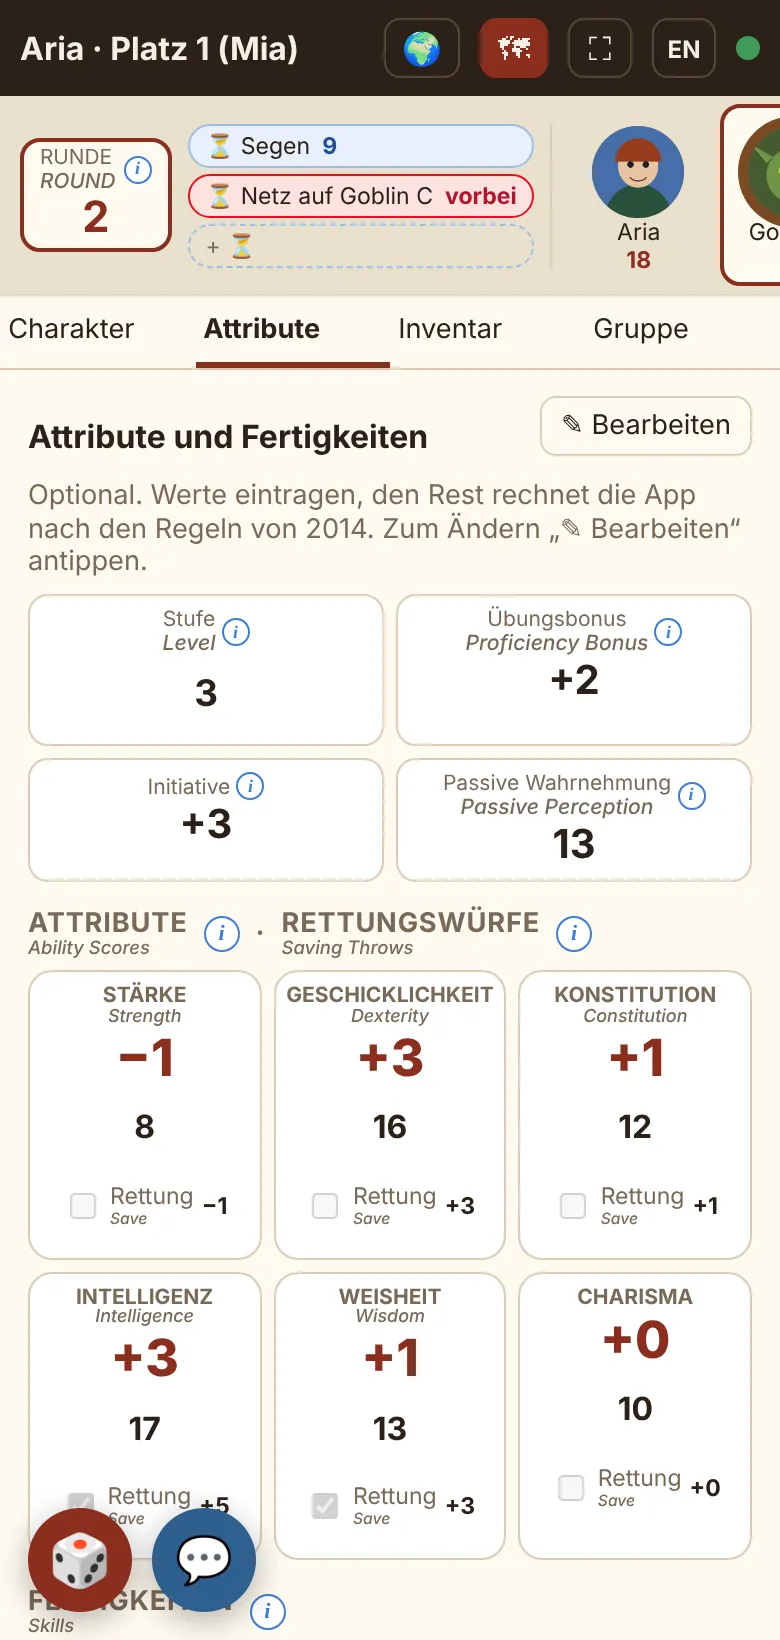 Aria · Platz 1 (Mia)
EN
RUNDE
ROUND
2
Segen 9
Netz auf Goblin C vorbei
+
Aria
18
Go
Charakter Attribute Inventar Gruppe
Attribute und Fertigkeiten
✎ Bearbeiten
Optional. Werte eintragen, den Rest rechnet die App
nach den Regeln von 2014. Zum Ändern „✎ Bearbeiten“
antippen.
Stufe
Level
3
Übungsbonus
Proficiency Bonus
+2
Initiative
+3
Passive Wahrnehmung
Passive Perception
13
ATTRIBUTE · RETTUNGSWÜRFE
Ability Scores Saving Throws
STÄRKE
Strength
−1
8
Rettung −1
Save
GESCHICKLICHKEIT
Dexterity
+3
16
Rettung +3
Save
KONSTITUTION
Constitution
+1
12
Rettung +1
Save
INTELLIGENZ
Intelligence
+3
17
Rettung +5
Save
WEISHEIT
Wisdom
+1
13
Rettung +3
Save
CHARISMA
+0
10
Rettung +0
Save
Skills